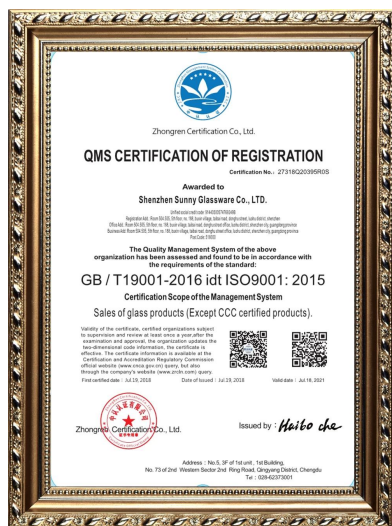 Zhongren Certification Co., Ltd.
QMS CERTIFICATION OF REGISTRATION
Certification No.: 27318Q20395R0S
Awarded to
Shenzhen Sunny Glassware Co., LTD.
The Quality Management System of the above
organization has been assessed and found to be in accordance with
the requirements of the standard:
GB / T19001-2016 idt ISO9001: 2015
Certification Scope of the Management System
Sales of glass products (Except CCC certified products).
Validity of the certificate, certified organizations subject
to supervision and review at least once a year,after the
examination and approval, the organization updates the
two-dimensional code information, the certificate is
effective. The certificate information is available at the
Certification and Accreditation Regulatory Commission
official website (www.cnca.gov.cn) query, but also
through the company's website (www.zrcln.com) query.
First certified date : Jul 19, 2018 Date of Issued : Jul 19, 2018 Valid date : Jul 18, 2021
Zhongren Certification Co., Ltd.
Issued by : Haibo che
Address : No.5, 3F of 1st unit , 1st Building,
No. 73 of 2nd Western Sector 2nd Ring Road, Qingyang District, Chengdu
Tel : 028-62373001